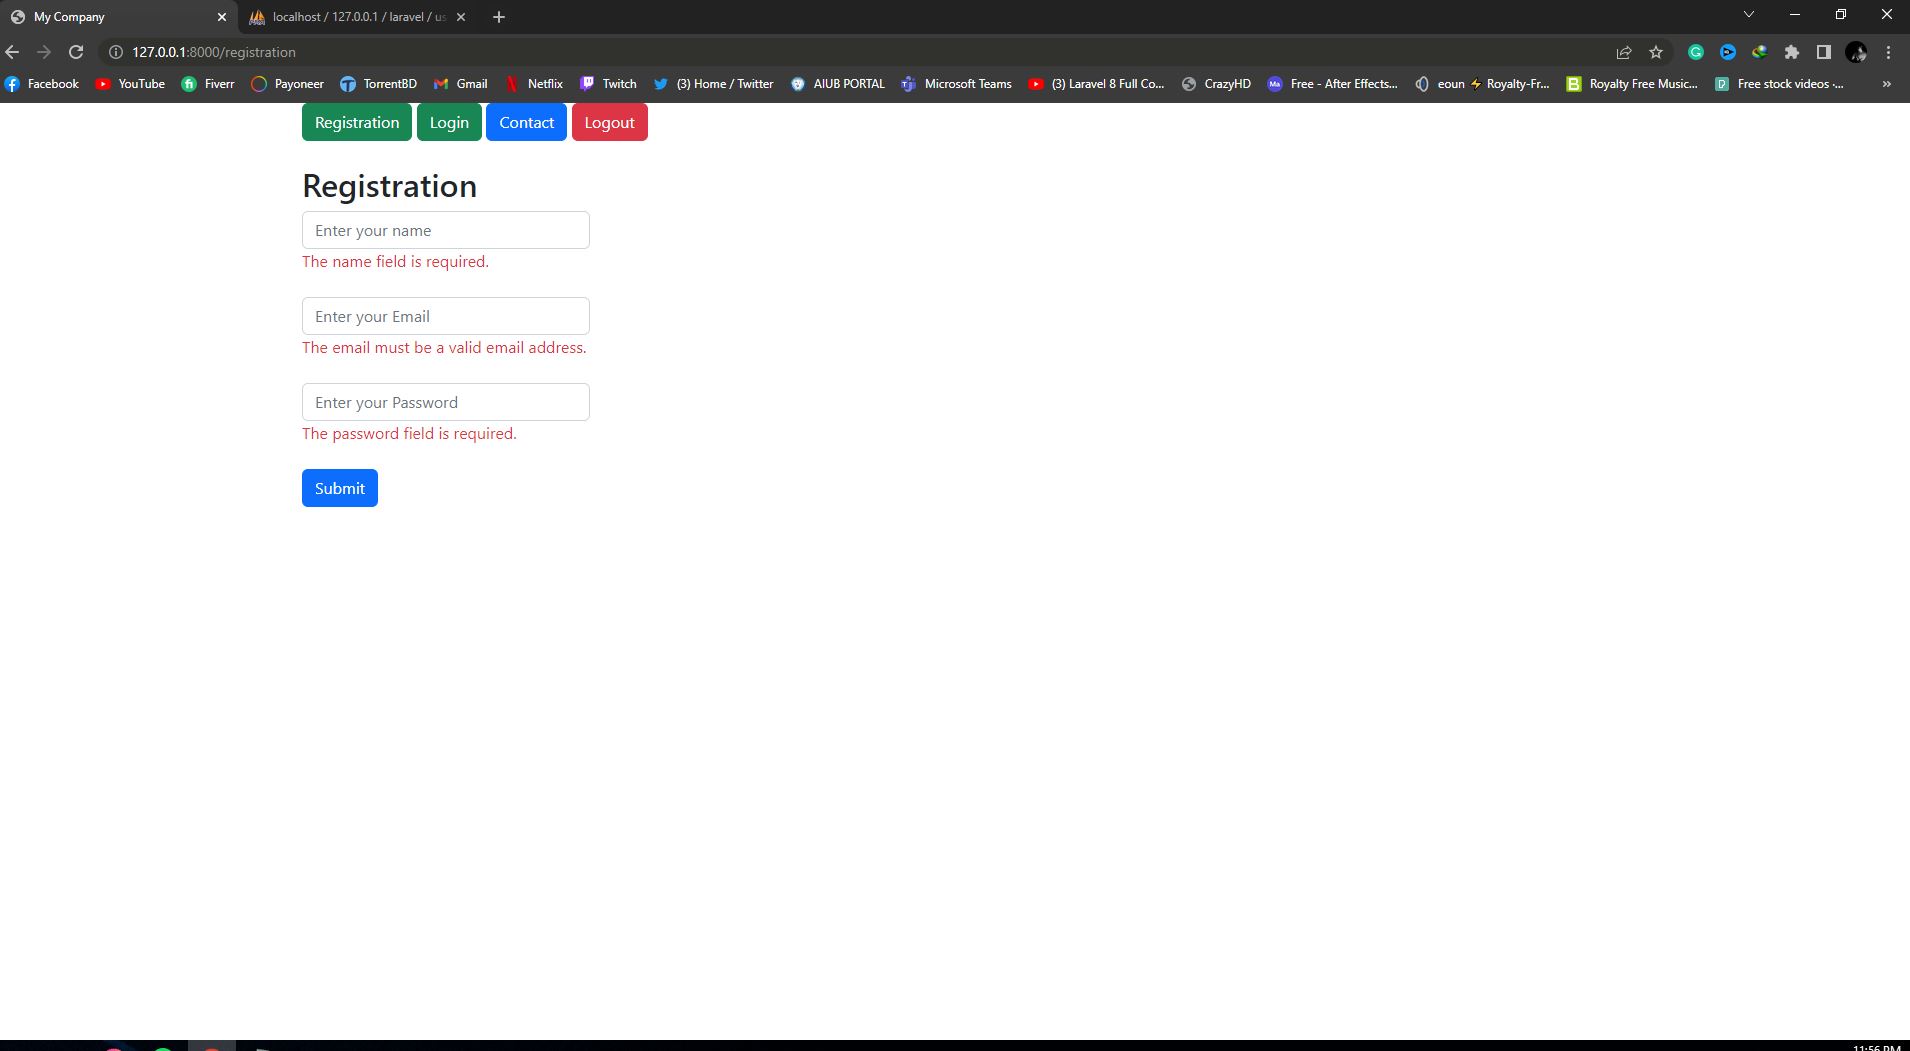 My Company
localhost / 127.0.0.1 / laravel / us
127.0.0.1:8000/registration
Facebook YouTube Fiverr Payoneer TorrentBD Gmail Netflix Twitch (3) Home / Twitter AIUB PORTAL Microsoft Teams (3) Laravel 8 Full Co... CrazyHD Ma Free - After Effects... eoun ⚡ Royalty-Fr... B Royalty Free Music... Free stock videos -... »
Registration Login Contact Logout
Registration
Enter your name
The name field is required.
Enter your Email
The email must be a valid email address.
Enter your Password
The password field is required.
Submit
11:56 PM